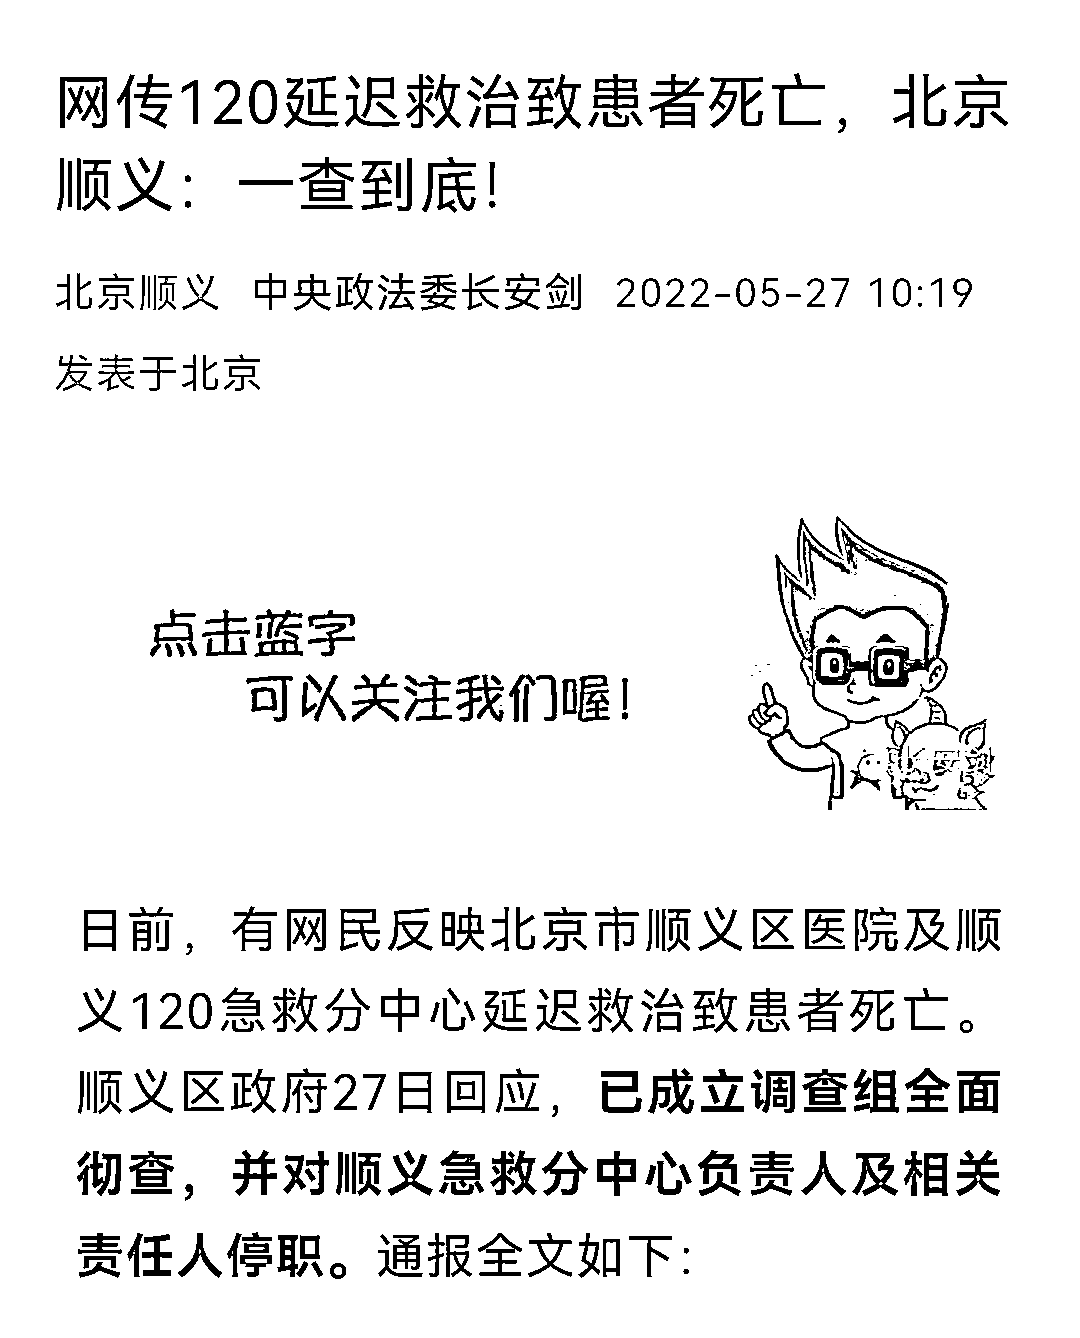 网传120延迟救治致患者死亡，北京
顺义：一查到底！
北京顺义 中央政法委长安剑 2022-05-27 10:19
发表于北京
点击蓝字
可以关注我们喔！
日前，有网民反映北京市顺义区医院及顺
义120急救分中心延迟救治致患者死亡。
顺义区政府27日回应，已成立调查组全面
彻查，并对顺义急救分中心负责人及相关
责任人停职。通报全文如下：